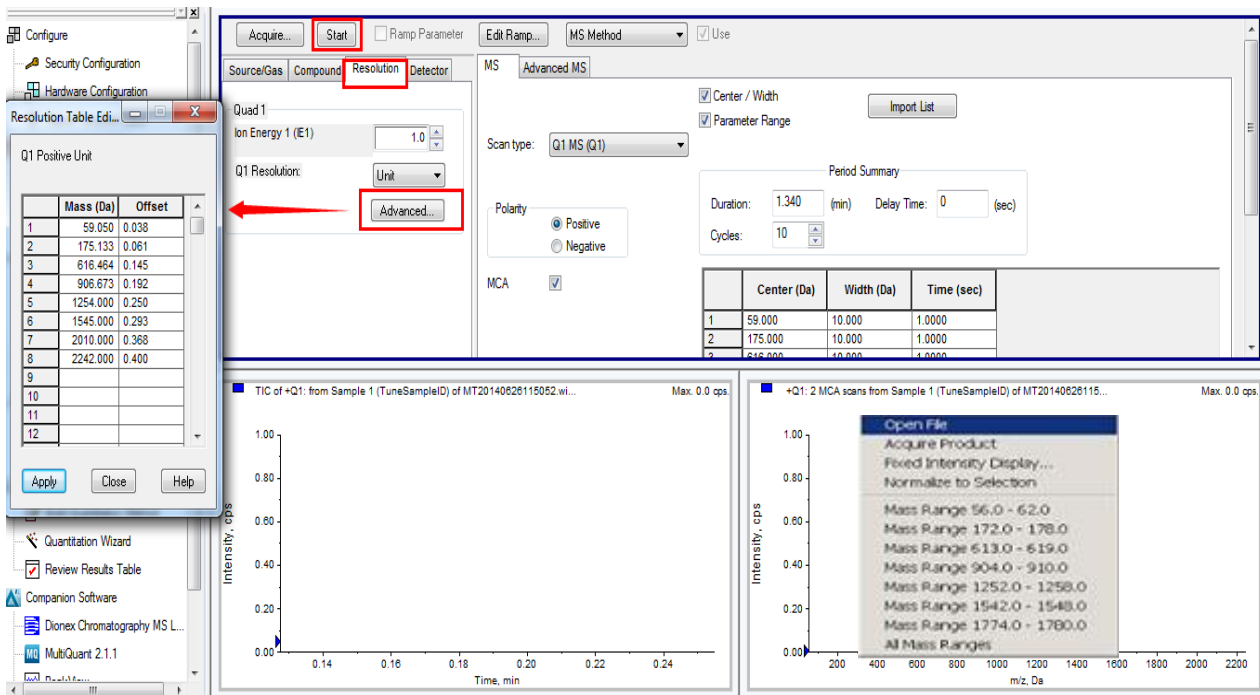 Configure
Security Configuration
Hardware Configuration
Resolution Table Edi...
Q1 Positive Unit
Mass (Da) Offset
1 59.050 0.038
2 175.133 0.061
3 616.464 0.145
4 906.673 0.192
5 1254.000 0.250
6 1545.000 0.293
7 2010.000 0.368
8 2242.000 0.400
9
10
11
12
Apply Close Help
Quantitation Wizard
Review Results Table
Companion Software
Dionex Chromatography MS L...
MQ MultiQuant 2.1.1
Acquire... Start Ramp Parameter Edit Ramp... MS Method Use
Source/Gas Compound Resolution Detector
Quad 1
Ion Energy 1 (IE1) 1.0
Q1 Resolution: Unit
Advanced...
MS Advanced MS
Center / Width
Parameter Range
Import List
Scan type: Q1 MS (Q1)
Polarity
Positive
Negative
MCA
Period Summary
Duration: 1.340 (min) Delay Time: 0 (sec)
Cycles: 10
Center (Da) Width (Da) Time (sec)
1 59.000 10.000 1.0000
2 175.000 10.000 1.0000
3 616.000 10.000 1.0000
TIC of +Q1: from Sample 1 (TuneSampleID) of MT20140626115052.wi... Max. 0.0 cps.
Intensity, cps
1.00
0.80
0.60
0.40
0.20
0.00
0.14 0.16 0.18 0.20 0.22 0.24
Time, min
+Q1: 2 MCA scans from Sample 1 (TuneSampleID) of MT20140626115... Max. 0.0 cps.
Intensity, cps
1.00
0.80
0.60
0.40
0.20
0.00
200 400 600 800 1000 1200 1400 1600 1800 2000 2200
m/z, Da
Open File
Acquire Product
Fixed Intensity Display...
Normalize to Selection
Mass Range 56.0 - 62.0
Mass Range 172.0 - 178.0
Mass Range 613.0 - 619.0
Mass Range 904.0 - 910.0
Mass Range 1252.0 - 1258.0
Mass Range 1542.0 - 1548.0
Mass Range 1774.0 - 1780.0
All Mass Ranges